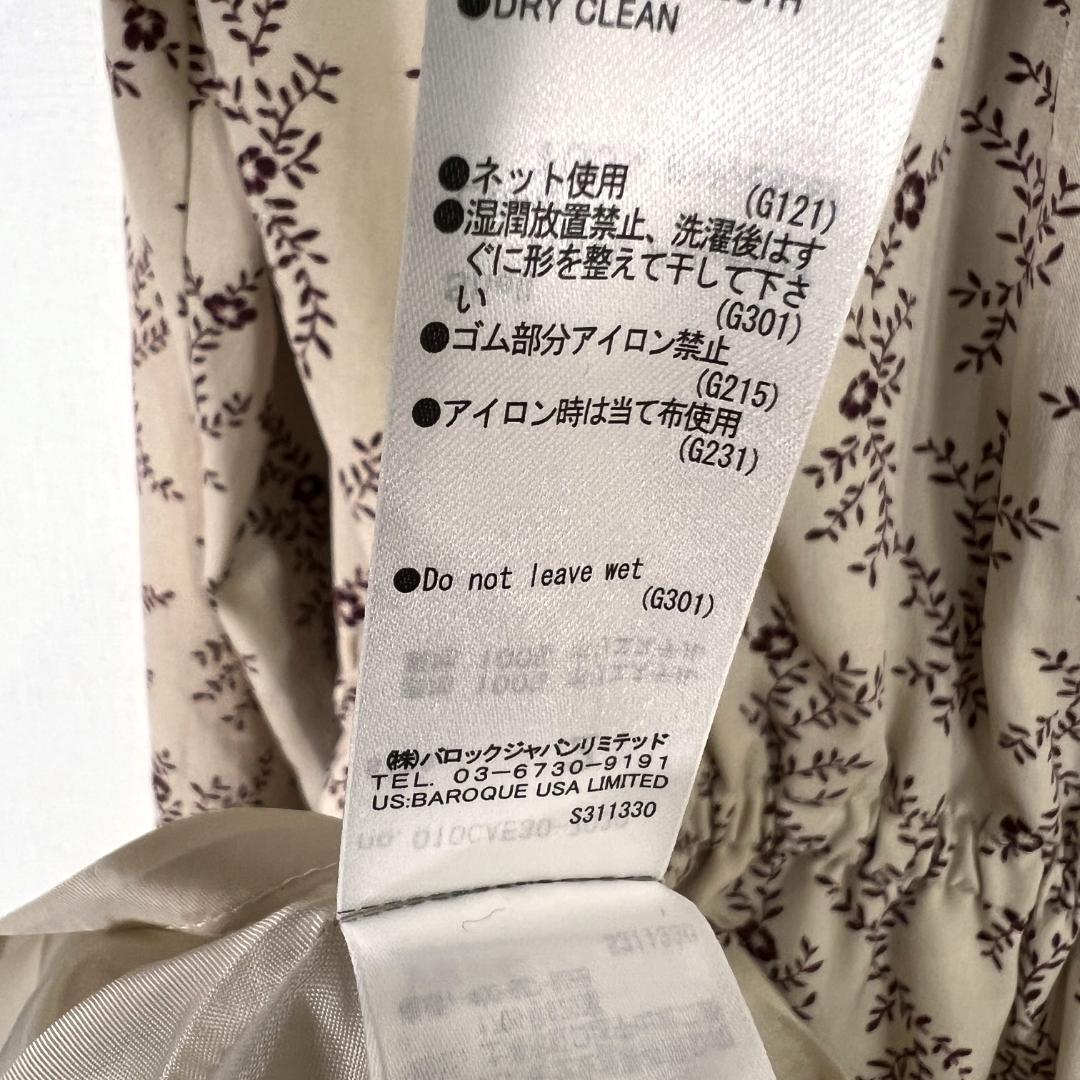 ●DRY CLEAN
●ネット使用
(G121)
●湿潤放置禁止、洗濯後はす
ぐに形を整えて干して下さ
い
(G301)
●ゴム部分アイロン禁止
(G215)
●アイロン時は当て布使用
(G231)
●Do not leave wet
(G301)
㈱バロックジャパンリミテッド
TEL. 03-6730-9191
US:BAROQUE USA LIMITED
S311330